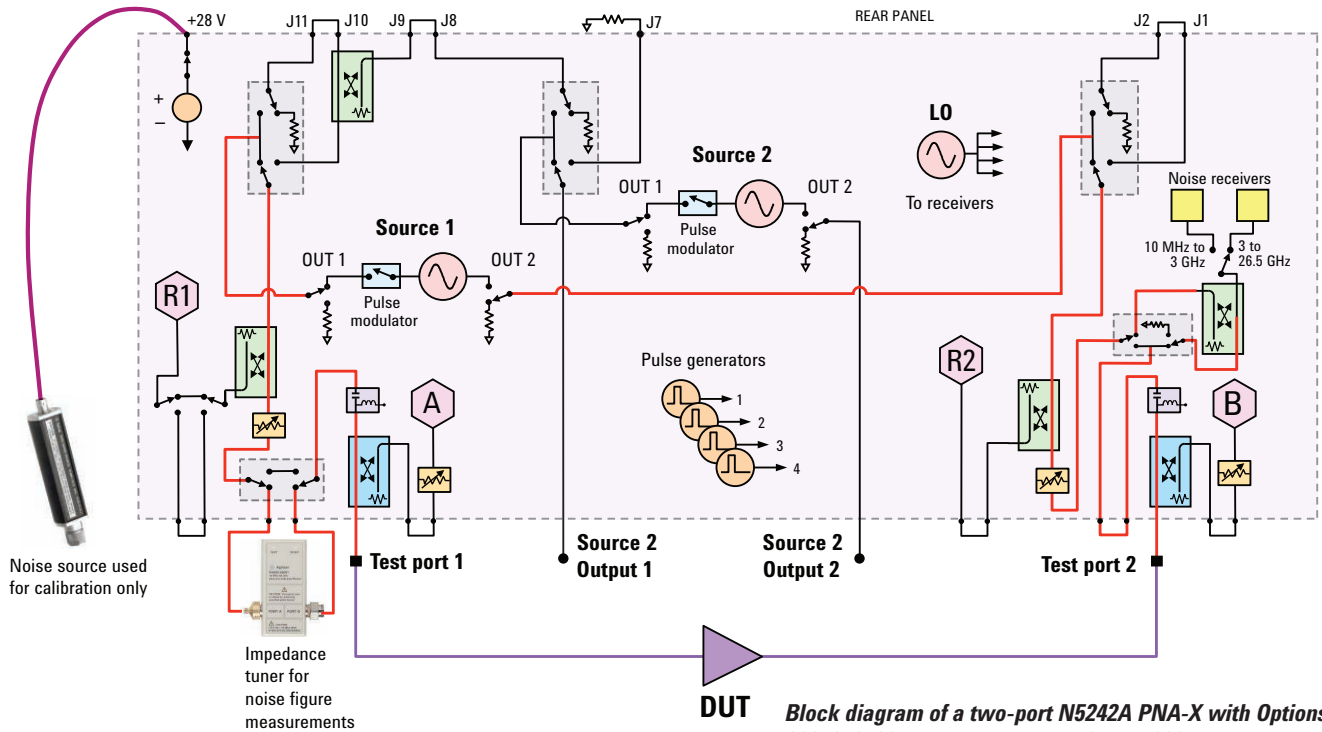 +28 V
J11
J10
J9
J8
J7
REAR PANEL
J2
J1
+
–
LO
To receivers
Source 2
OUT 1
OUT 2
Pulse
modulator
Noise receivers
10 MHz to
3 GHz
3 to
26.5 GHz
Source 1
OUT 1
OUT 2
Pulse
modulator
R1
A
Pulse generators
1
2
3
4
R2
B
Noise source used
for calibration only
Test port 1
Source 2
Output 1
Source 2
Output 2
Test port 2
Agilent
PORT A
PORT B
Impedance
tuner for
noise figure
measurements
DUT
Block diagram of a two-port N5242A PNA-X with Options